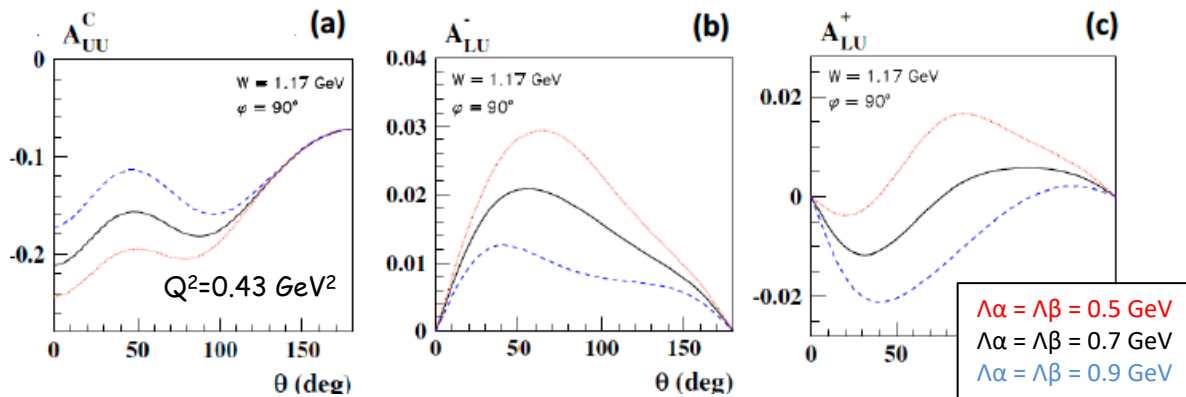 A_UU^C (a)
W = 1.17 GeV
φ = 90°
0
-0.1
-0.2
Q²=0.43 GeV²
0 50 100 150
θ (deg)
A_LU^- (b)
0.04
W = 1.17 GeV
φ = 90°
0.03
0.02
0.01
0
0 50 100 150
θ (deg)
A_LU^+ (c)
W = 1.17 GeV
φ = 90°
0.02
0
-0.02
0 50
Λα = Λβ = 0.5 GeV
Λα = Λβ = 0.7 GeV
Λα = Λβ = 0.9 GeV